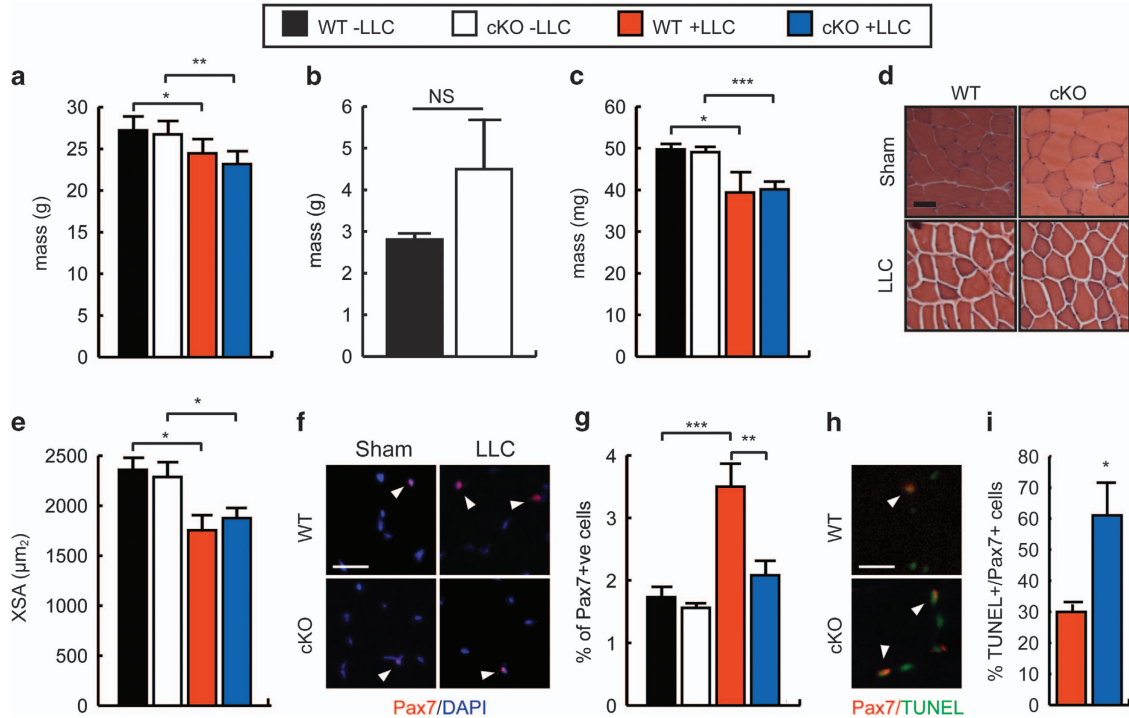 WT -LLC cKO -LLC WT +LLC cKO +LLC
a
**
*
30
25
20
15
10
5
0
mass (g)
b
NS
6
5
4
3
2
1
0
mass (g)
c
***
*
60
50
40
30
20
10
0
mass (mg)
d
WT cKO
Sham
LLC
e
*
*
2500
2000
1500
1000
500
0
XSA (µm2)
f
Sham LLC
WT
cKO
Pax7/DAPI
g
***
**
4
3
2
1
0
% of Pax7+ve cells
h
WT
cKO
Pax7/TUNEL
i
*
80
70
60
50
40
30
20
10
0
% TUNEL+/Pax7+ cells